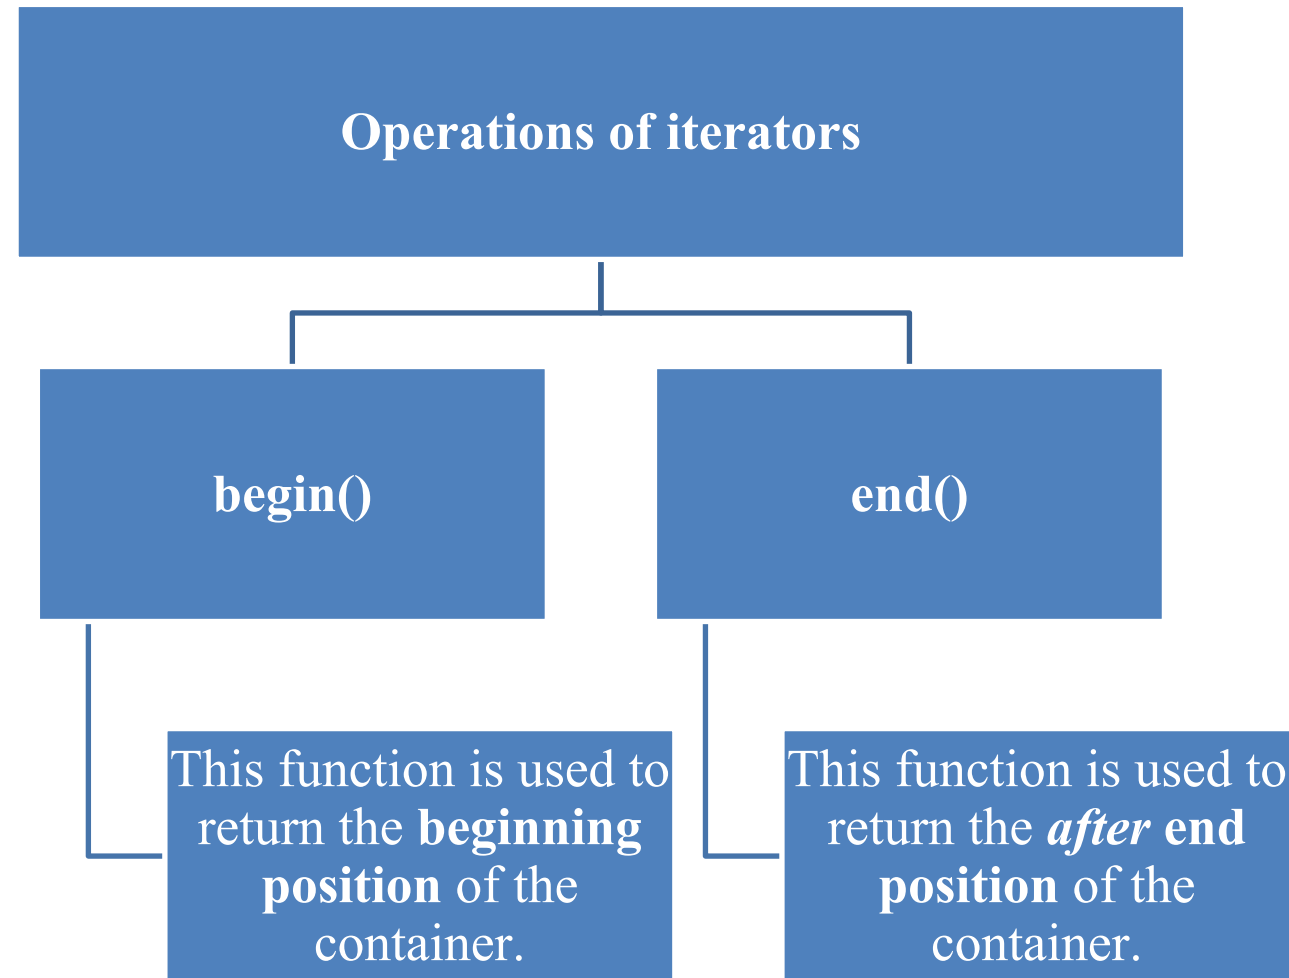 Operations of iterators
begin()
end()
This function is used to
return the beginning
position of the
container.
This function is used to
return the after end
position of the
container.